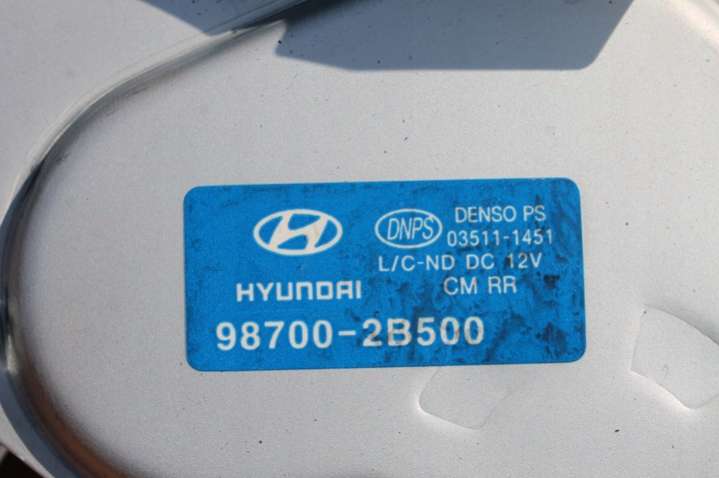 DNPS
DENSO PS
03511-1451
L/C-ND DC 12V
HYUNDAI
CM RR
98700-2B500